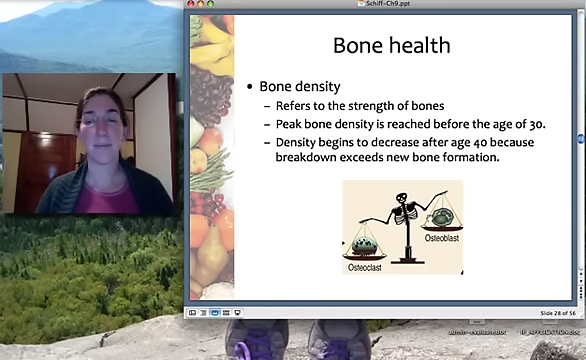 Schiff-Ch9.ppt
Bone health
• Bone density
– Refers to the strength of bones
– Peak bone density is reached before the age of 30.
– Density begins to decrease after age 40 because
breakdown exceeds new bone formation.
Osteoblast
Osteoclast
Slide 28 of 56